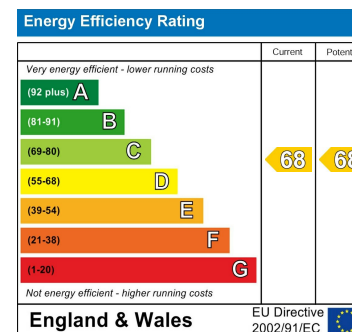 Energy Efficiency Rating
Current Potent
Very energy efficient - lower running costs
(92 plus) A
(81-91) B
(69-80) C
68 68
(55-68) D
(39-54) E
(21-38) F
(1-20) G
Not energy efficient - higher running costs
England & Wales
EU Directive
2002/91/EC